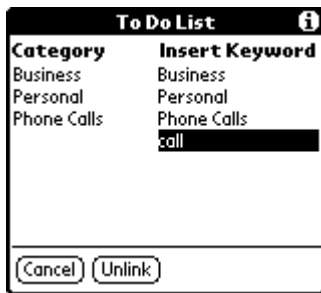 To Do List i
Category Insert Keyword
Business Business
Personal Personal
Phone Calls Phone Calls
call
Cancel Unlink